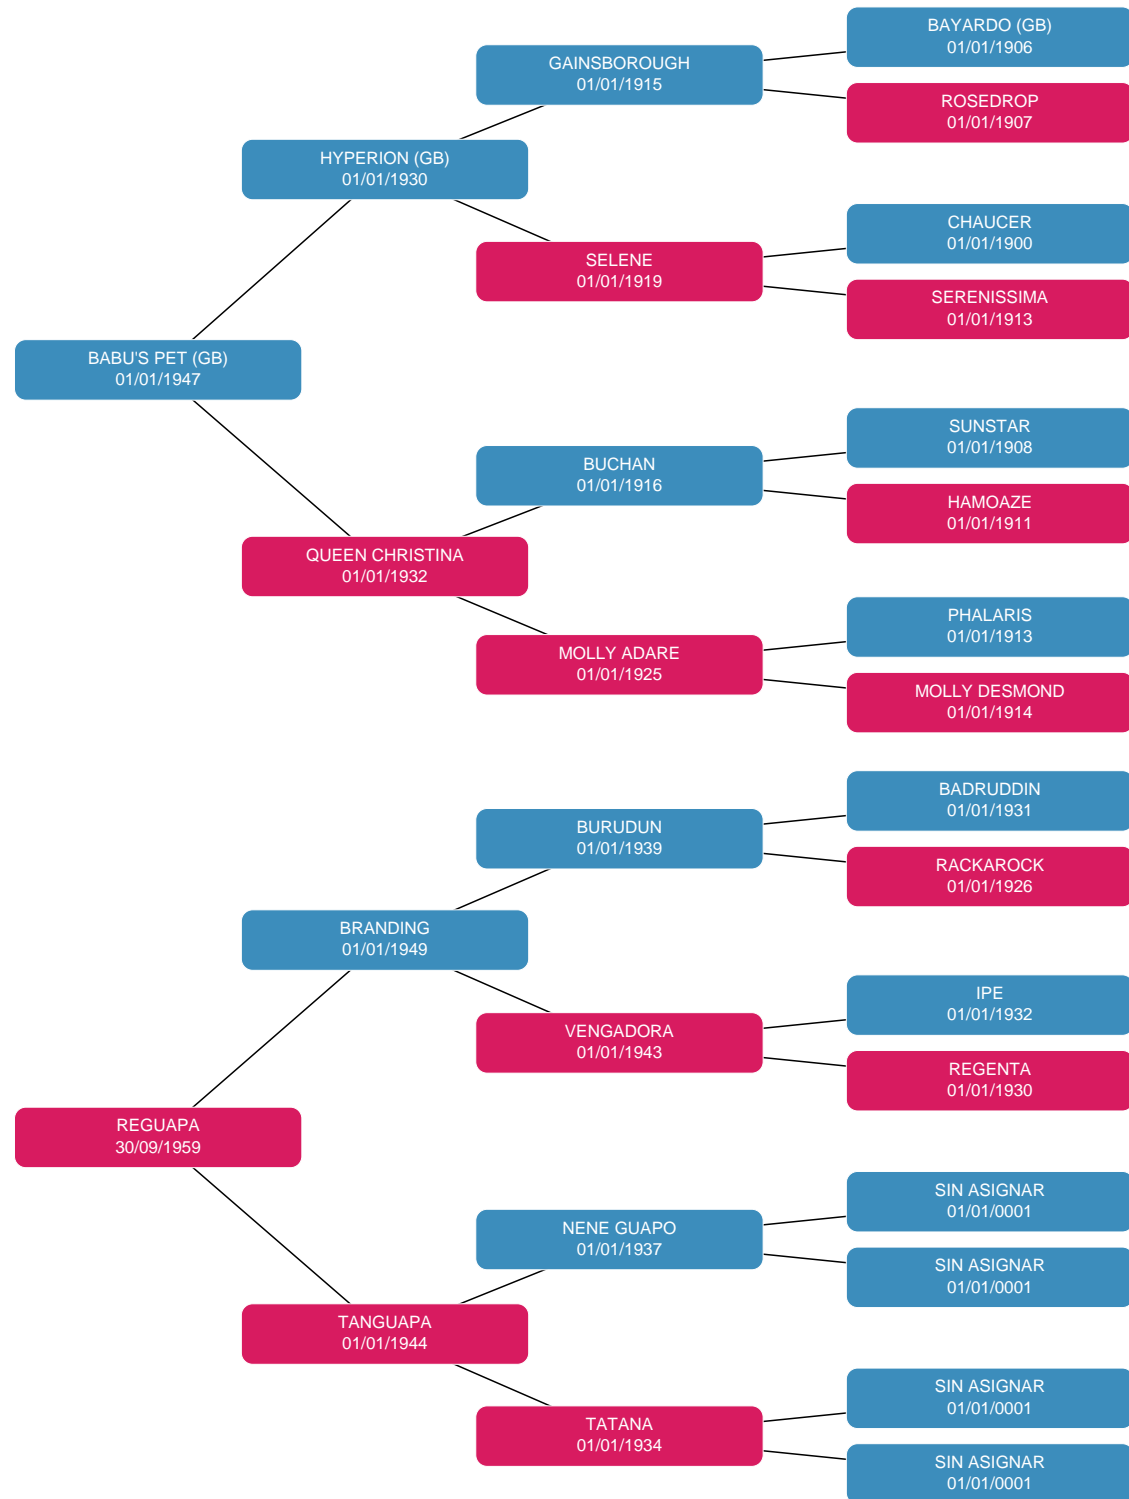 BAYARDO (GB)
01/01/1906
GAINSBOROUGH
01/01/1915
ROSEDROP
01/01/1907
HYPERION (GB)
01/01/1930
CHAUCER
01/01/1900
SELENE
01/01/1919
SERENISSIMA
01/01/1913
BABU'S PET (GB)
01/01/1947
SUNSTAR
01/01/1908
BUCHAN
01/01/1916
HAMOAZE
01/01/1911
QUEEN CHRISTINA
01/01/1932
PHALARIS
01/01/1913
MOLLY ADARE
01/01/1925
MOLLY DESMOND
01/01/1914
BADRUDDIN
01/01/1931
BURUDUN
01/01/1939
RACKAROCK
01/01/1926
BRANDING
01/01/1949
IPE
01/01/1932
VENGADORA
01/01/1943
REGENTA
01/01/1930
REGUAPA
30/09/1959
SIN ASIGNAR
01/01/0001
NENE GUAPO
01/01/1937
SIN ASIGNAR
01/01/0001
TANGUAPA
01/01/1944
SIN ASIGNAR
01/01/0001
TATANA
01/01/1934
SIN ASIGNAR
01/01/0001